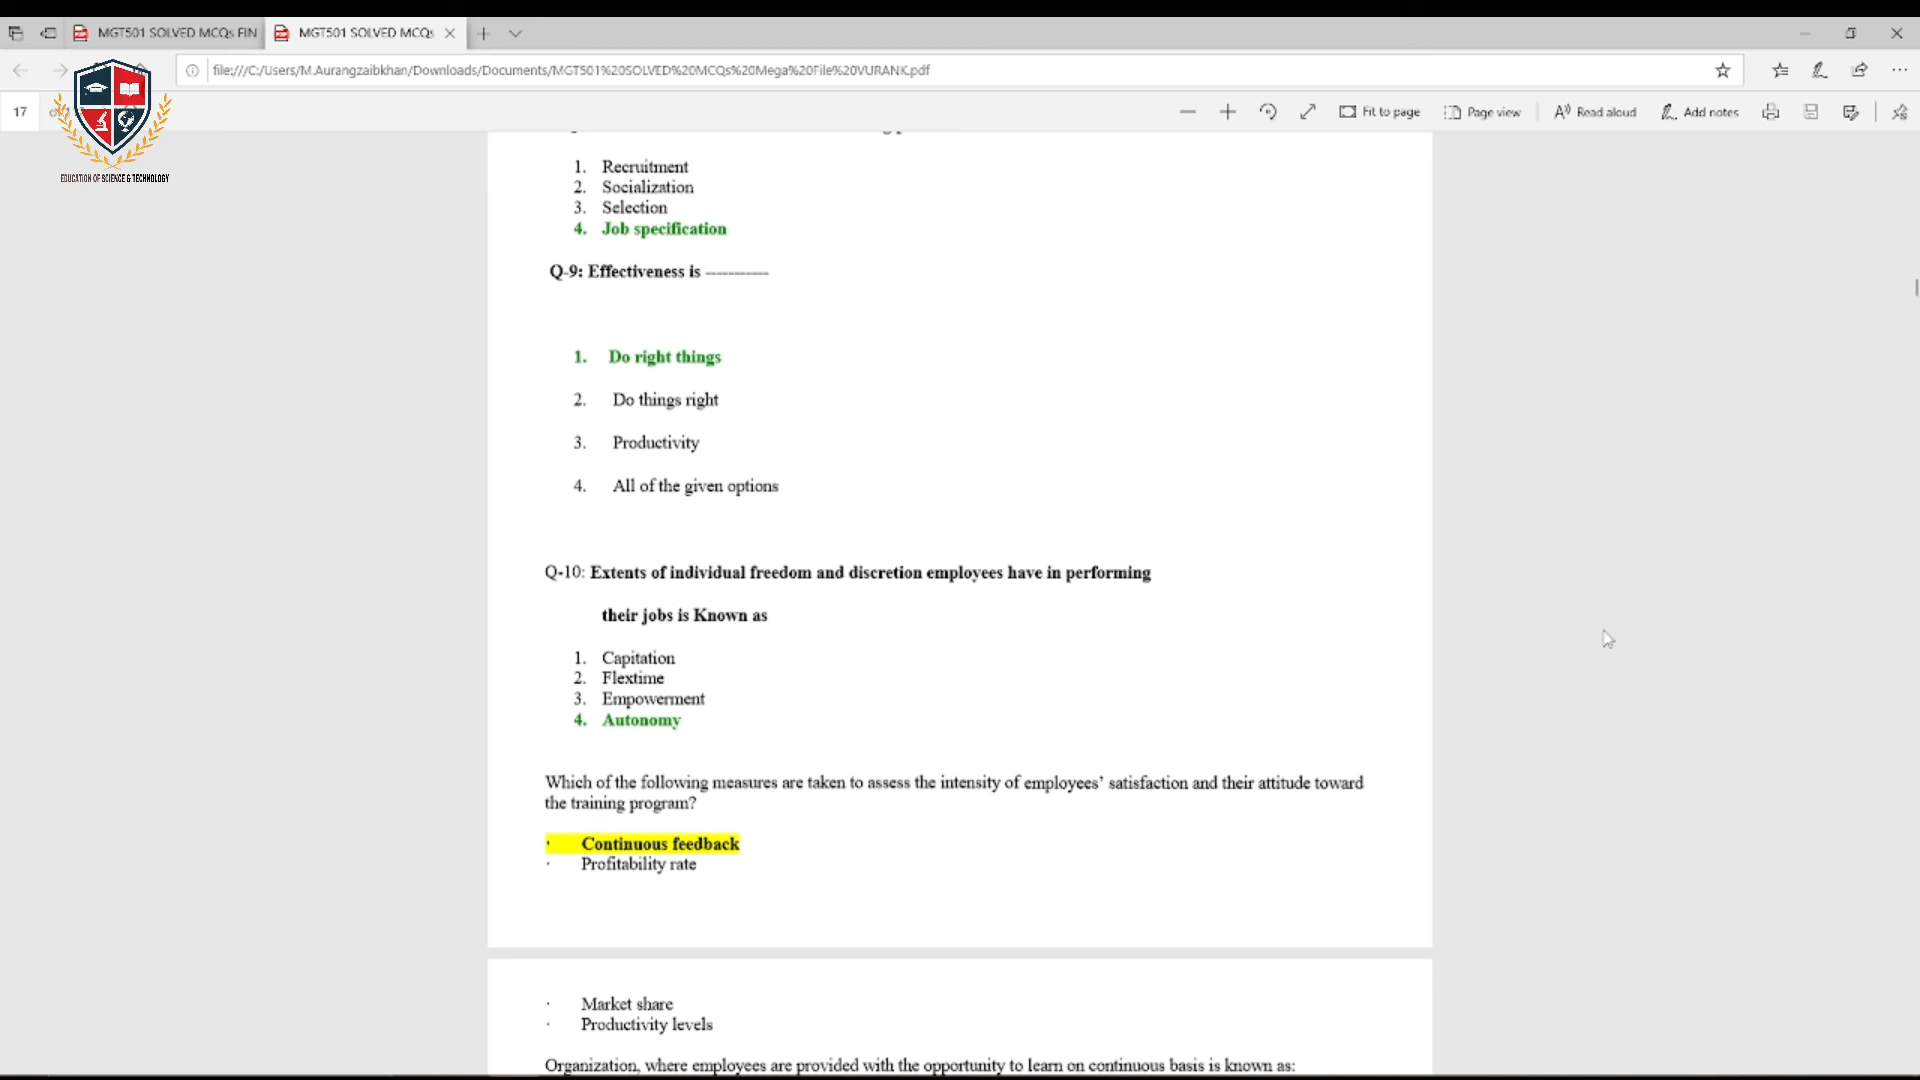 MGT501 SOLVED MCQs FIN
MGT501 SOLVED MCQs
file:///C:/Users/M.Aurangzaibkhan/Downloads/Documents/MGT501%20SOLVED%20MCQs%20Mega%20File%20VURANK.pdf
17
Fit to page
Page view
Read aloud
Add notes
EDUCATION OF SCIENCE & TECHNOLOGY
1. Recruitment
2. Socialization
3. Selection
4. Job specification
Q-9: Effectiveness is -----------
1. Do right things
2. Do things right
3. Productivity
4. All of the given options
Q-10: Extents of individual freedom and discretion employees have in performing
their jobs is Known as
1. Capitation
2. Flextime
3. Empowerment
4. Autonomy
Which of the following measures are taken to assess the intensity of employees’ satisfaction and their attitude toward
the training program?
· Continuous feedback
· Profitability rate
· Market share
· Productivity levels
Organization, where employees are provided with the opportunity to learn on continuous basis is known as: